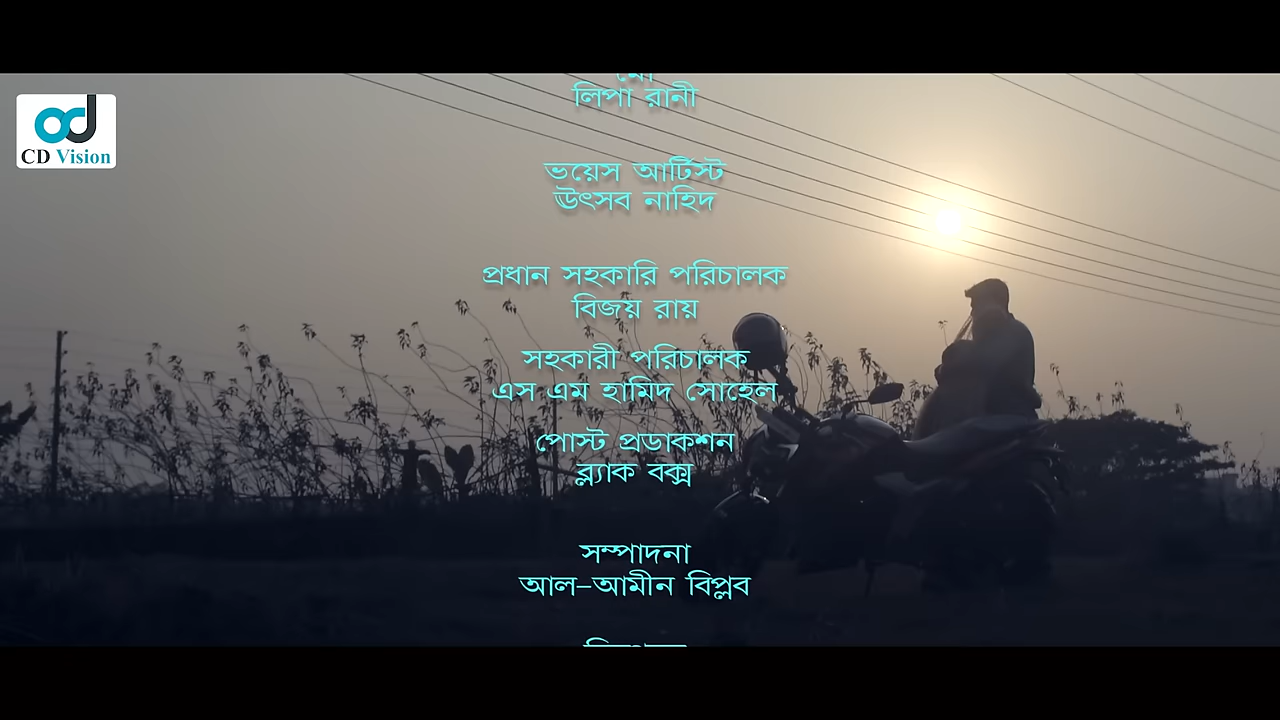 লিপা রানী
CD Vision
ভয়েস আর্টিস্ট
ঊৎসব নাহিদ
প্রধান সহকারি পরিচালক
বিজয় রায়
সহকারী পরিচালক
এস এম হামিদ সোহেল
পোস্ট প্রডাকশন
ব্ল্যাক বক্স
সম্পাদনা
আল-আমীন বিপ্লব